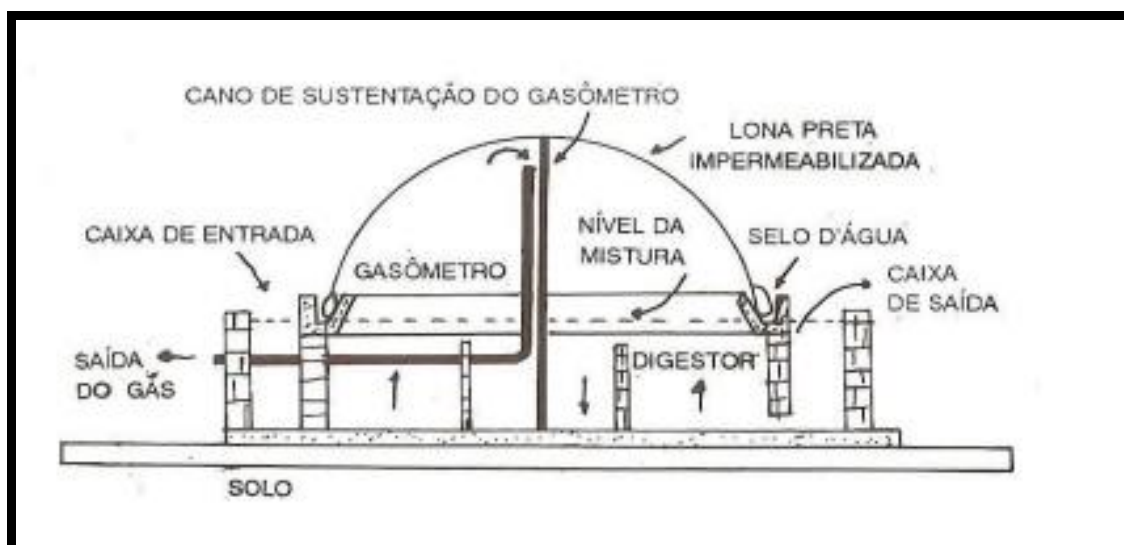 CANO DE SUSTENTAÇÃO DO GASÔMETRO
LONA PRETA
IMPERMEABILIZADA
CAIXA DE ENTRADA
NÍVEL DA
MISTURA
SELO D'ÁGUA
GASÔMETRO
CAIXA
DE SAÍDA
SAÍDA
DO GÁS
DIGESTOR
SOLO